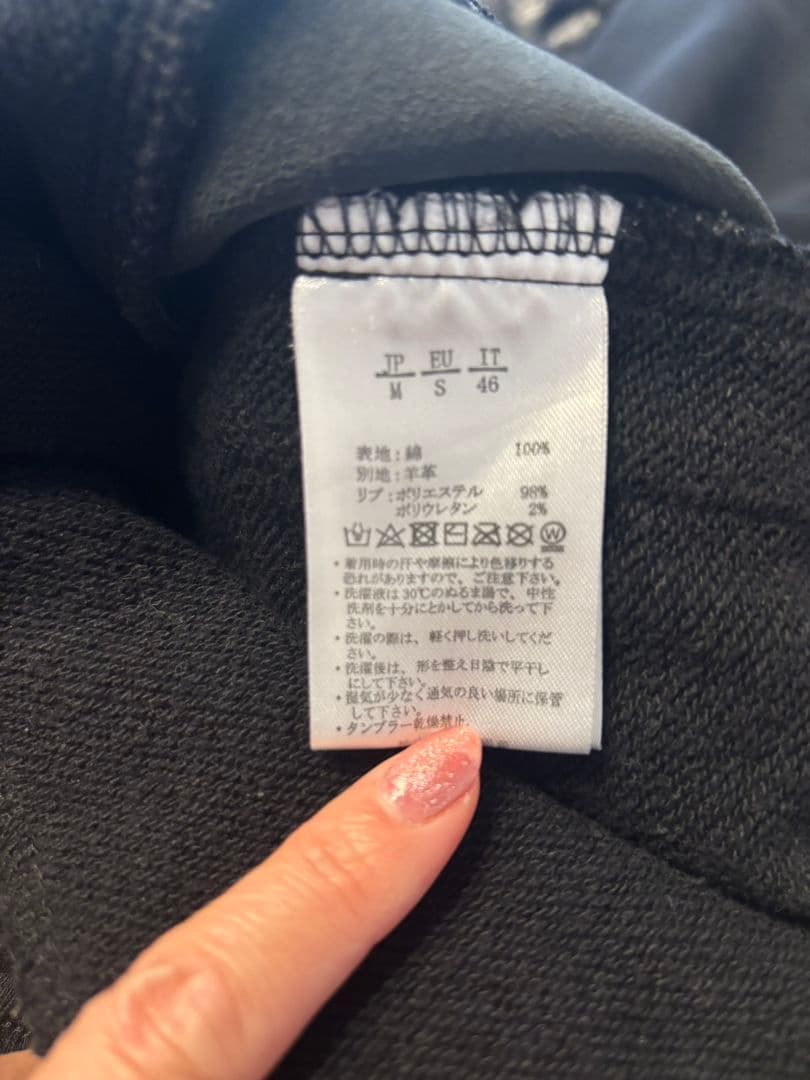 JP EU IT
M S 46
表地:綿 100%
別地:羊革
リブ:ポリエステル 98%
ポリウレタン 2%
W
・着用時の汗や摩擦により色移りする
恐れがありますので、ご注意下さい。
・洗濯液は30℃のぬるま湯で、中性
洗剤を十分にとかしてから洗って下
さい。
・洗濯の際は、軽く押し洗いしてくだ
さい。
・洗濯後は、形を整え日陰で平干し
にして下さい。
・湿気が少なく通気の良い場所に保管
して下さい。
・タンブラー乾燥禁止。